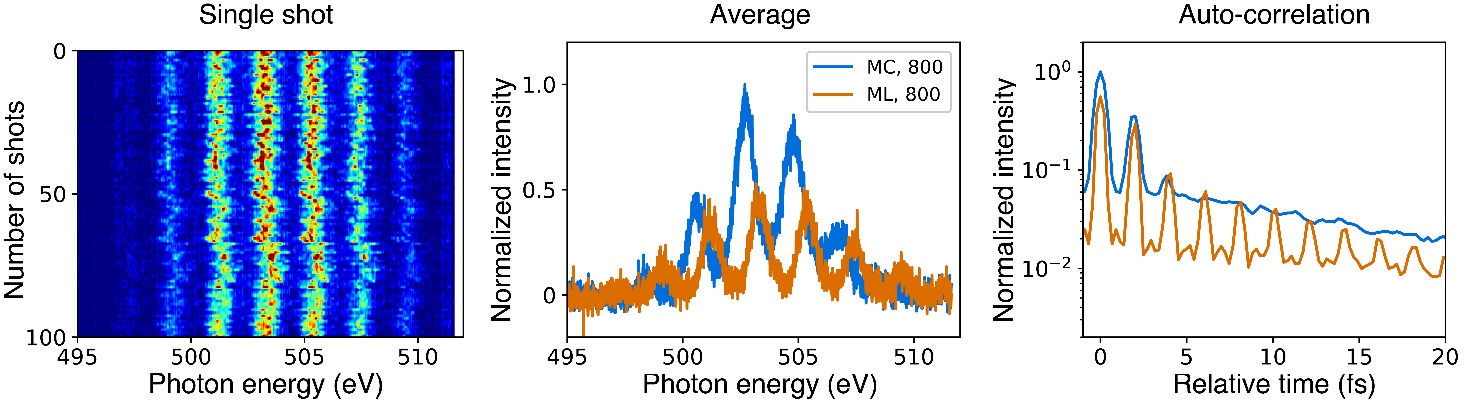 Single shot
Number of shots
0
50
100
495
500
505
510
Photon energy (eV)
Average
Normalized intensity
1.0
0.5
0
MC, 800
ML, 800
495
500
505
510
Photon energy (eV)
Auto-correlation
Normalized intensity
10⁰
10⁻¹
10⁻²
0
5
10
15
20
Relative time (fs)